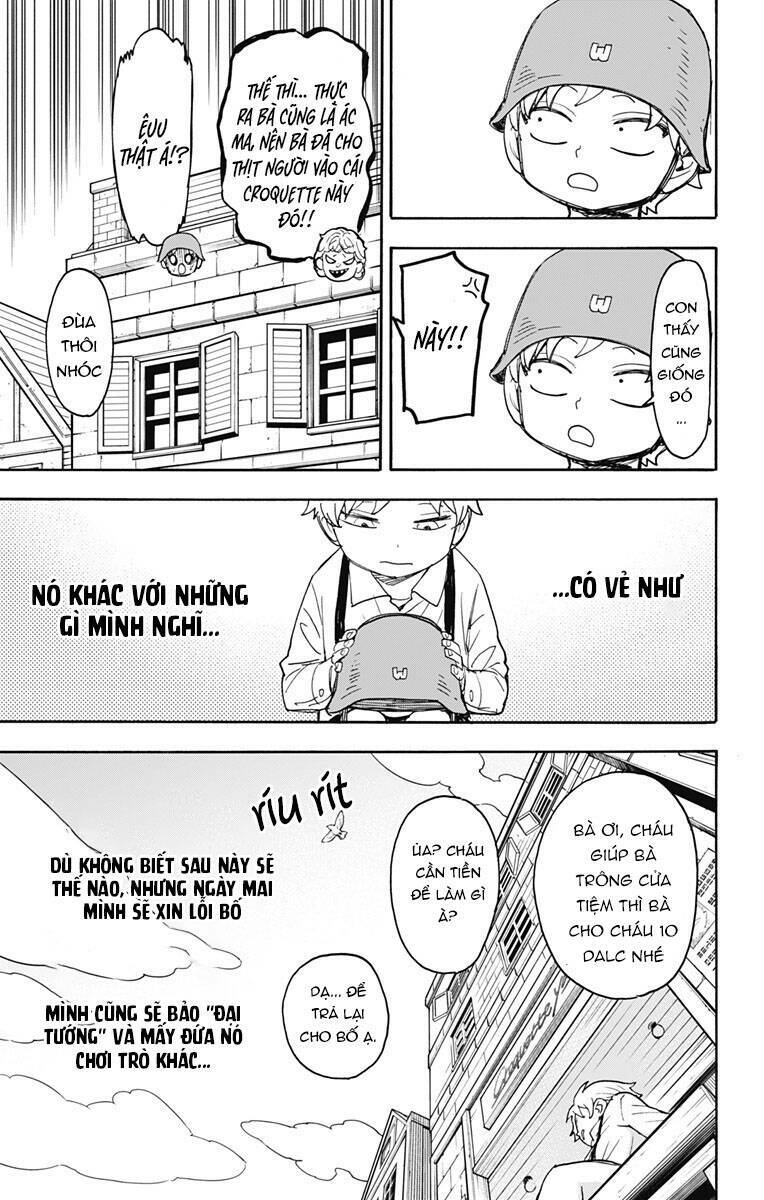 W
CON
THẤY
CŨNG
GIỐNG
ĐÓ
...
NÀY!!
W
THẾ THÌ... THỰC
RA BÀ CŨNG LÀ ÁC
MA, NÊN BÀ ĐÃ CHO
THỊT NGƯỜI VÀO CÁI
CROQUETTE NÀY
ĐÓ!!
ÊUU
THẬT Á!?
ĐÙA
THÔI
NHÓC
...CÓ VẺ NHƯ
NÓ KHÁC VỚI NHỮNG
GÌ MÌNH NGHĨ...
W
BÀ ƠI, CHÁU
GIÚP BÀ
TRÔNG CỬA
TIỆM THÌ BÀ
CHO CHÁU 10
DALC NHÉ
ỦA? CHÁU
CẦN TIỀN
ĐỂ LÀM GÌ
À?
ríu rít
DẠ... ĐỂ
TRẢ LẠI
CHO BỐ Ạ.
DÙ KHÔNG BIẾT SAU NÀY SẼ
THẾ NÀO, NHƯNG NGÀY MAI
MÌNH SẼ XIN LỖI BỐ
MÌNH CŨNG SẼ BẢO "ĐẠI
TƯỚNG" VÀ MẤY ĐỨA NÓ
CHƠI TRÒ KHÁC...
Croquette